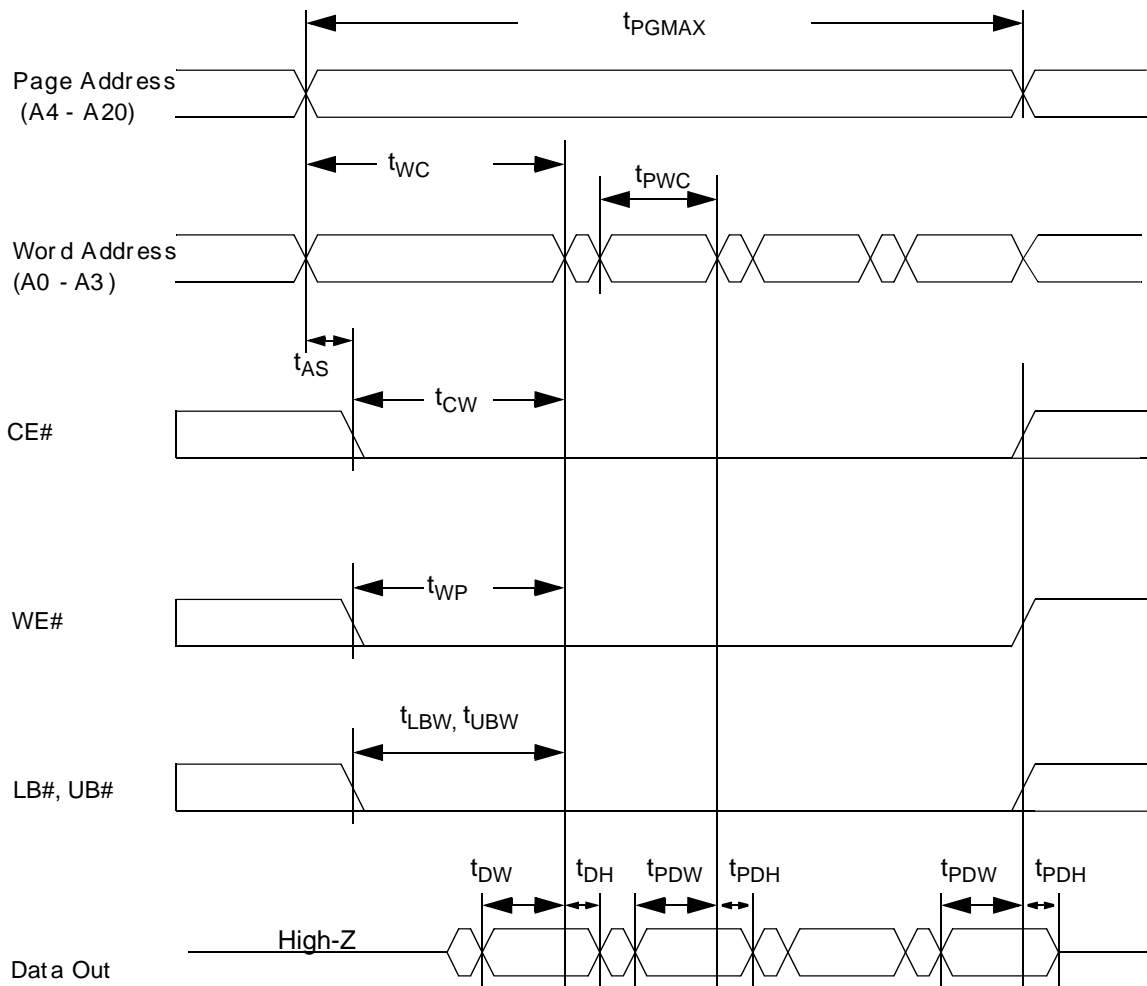 tPGMAX
Page Address
(A4 - A20)
tWC
tPWC
Word Address
(A0 - A3 )
tAS
tCW
CE#
tWP
WE#
tLBW, tUBW
LB#, UB#
tDW
tDH
tPDW
tPDH
tPDW
tPDH
High-Z
Data Out